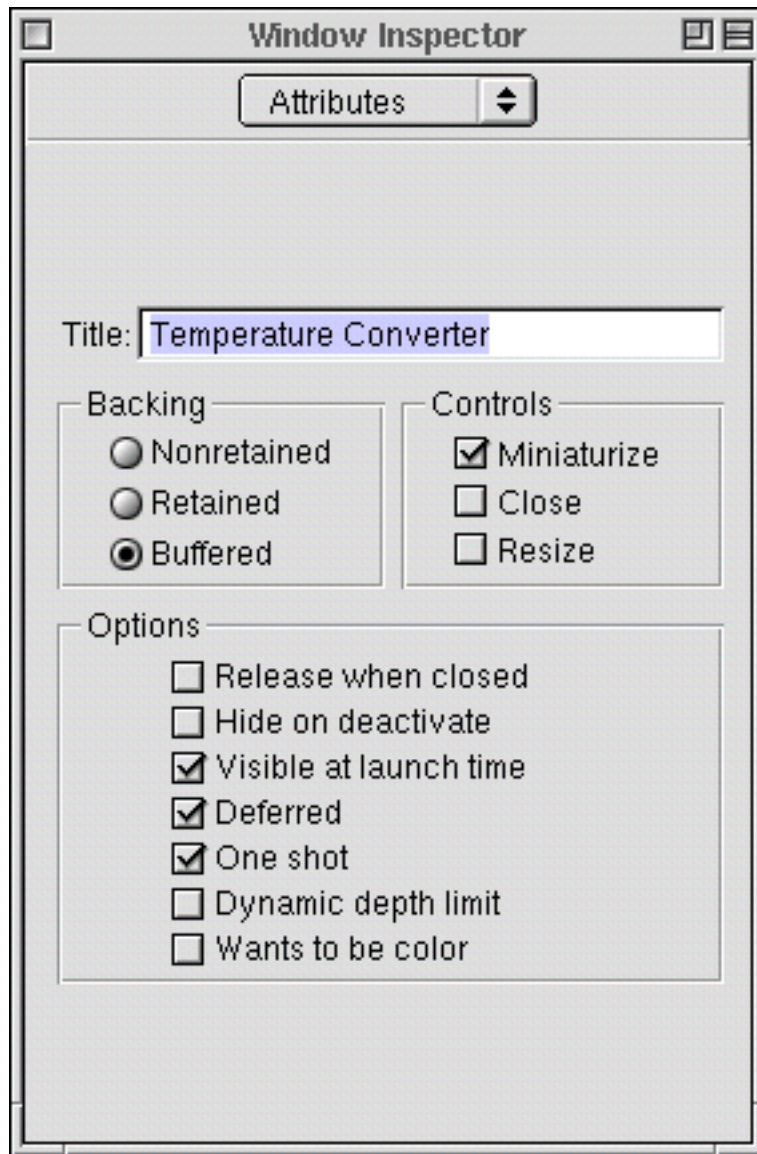 Window Inspector
Attributes
Title: Temperature Converter
Backing
Nonretained
Retained
Buffered
Controls
Miniaturize
Close
Resize
Options
Release when closed
Hide on deactivate
Visible at launch time
Deferred
One shot
Dynamic depth limit
Wants to be color